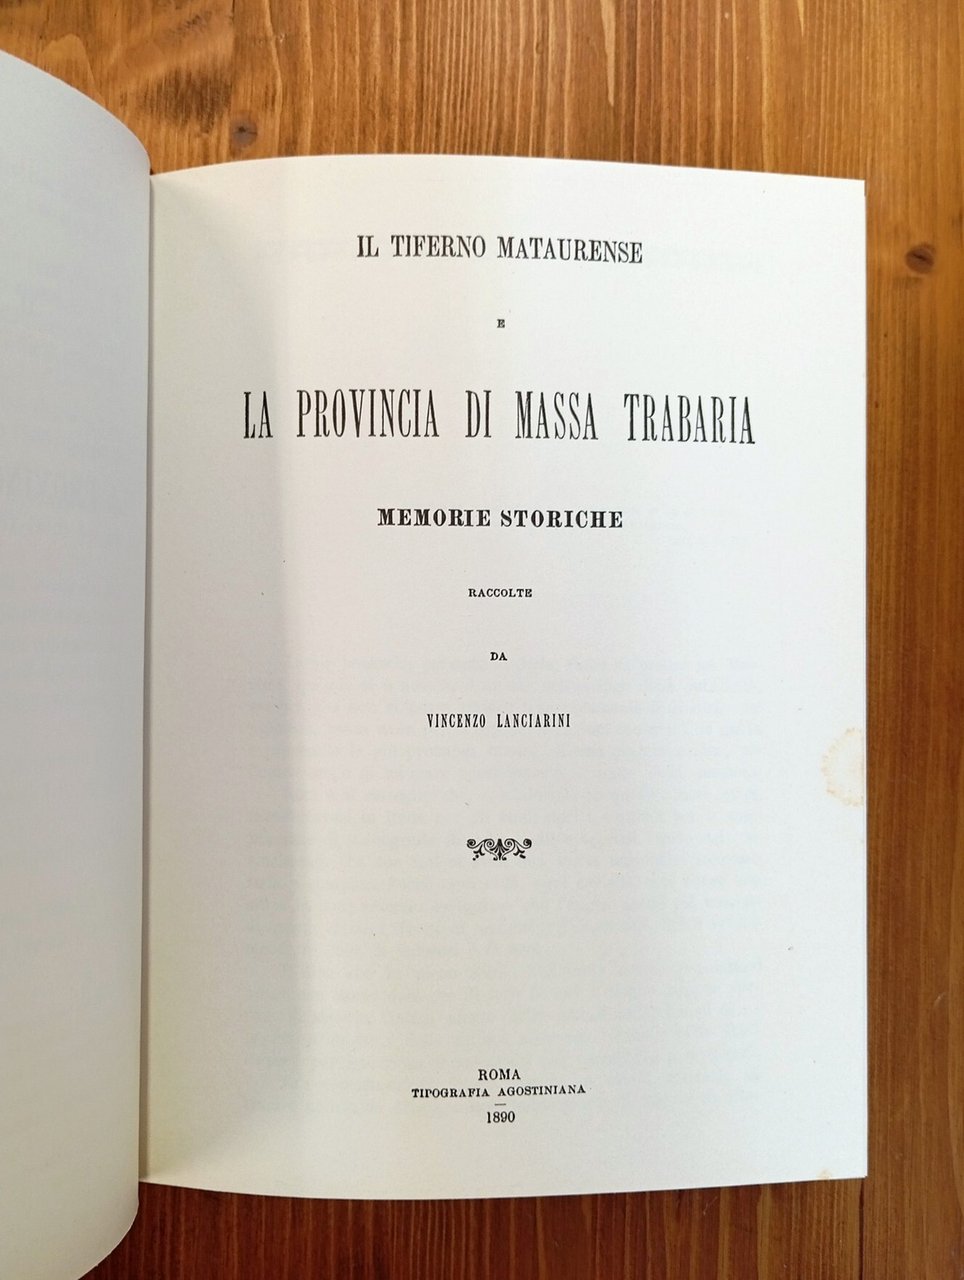 IL TIFERNO MATAURENSE
E
LA PROVINCIA DI MASSA TRABARIA
MEMORIE STORICHE
RACCOLTE
DA
VINCENZO LANCIARINI
ROMA
TIPOGRAFIA AGOSTINIANA
1890